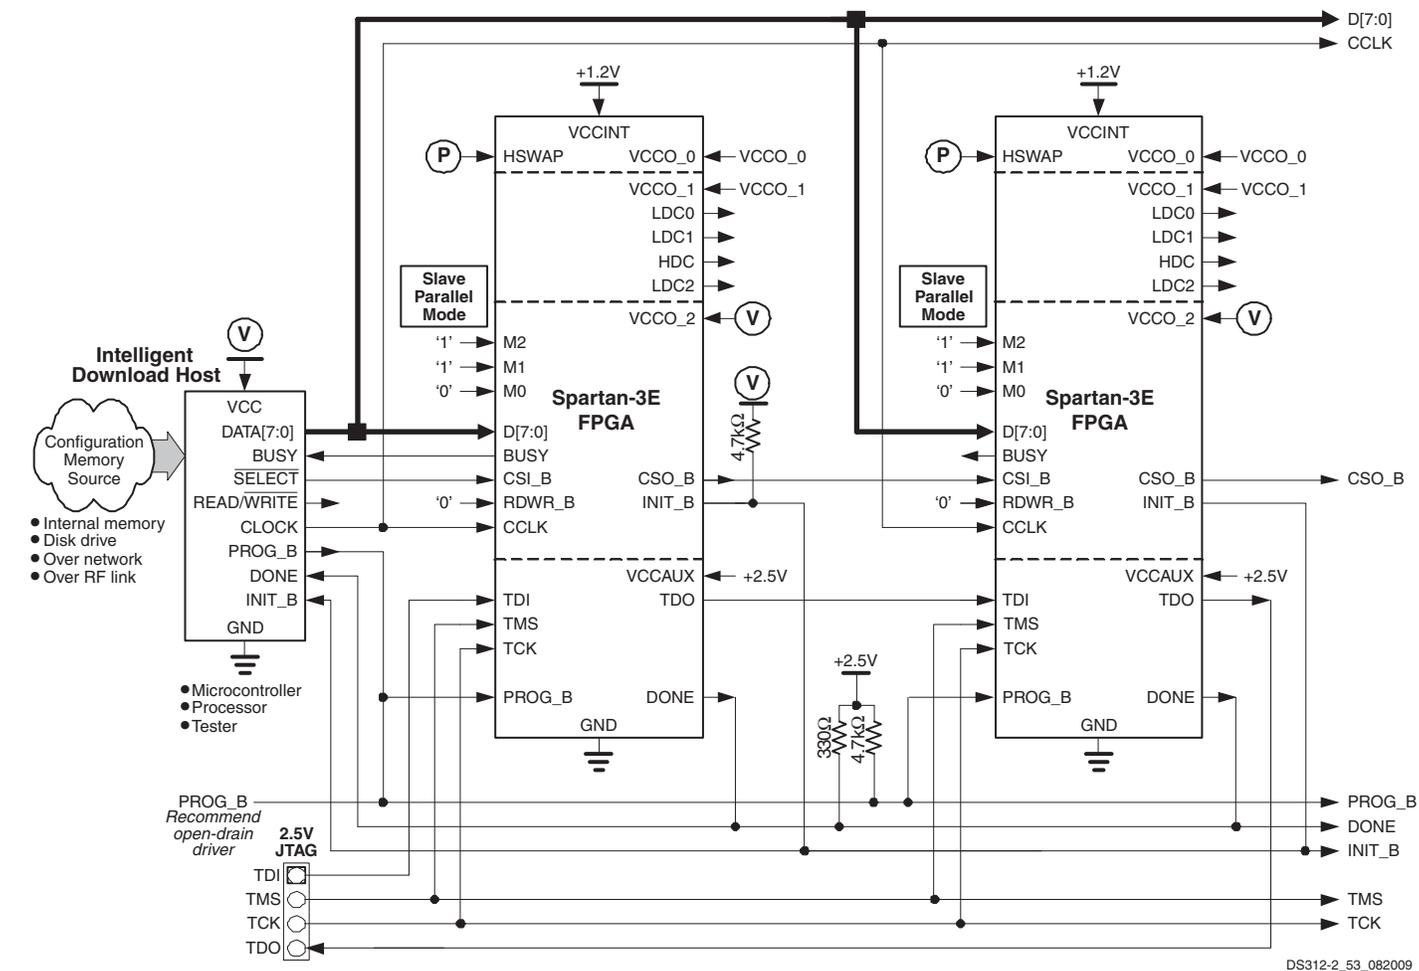 D[7:0]
CCLK
+1.2V
+1.2V
VCCINT
VCCINT
P
HSWAP
VCCO_0
VCCO_0
P
HSWAP
VCCO_0
VCCO_0
VCCO_1
VCCO_1
VCCO_1
VCCO_1
LDC0
LDC0
LDC1
LDC1
HDC
HDC
LDC2
LDC2
Slave
Parallel
Mode
Slave
Parallel
Mode
VCCO_2
V
VCCO_2
V
V
'1'
M2
'1'
M2
Intelligent
Download Host
'1'
M1
'1'
M1
V
'0'
M0
'0'
M0
Spartan-3E
FPGA
Spartan-3E
FPGA
VCC
4.7kΩ
Configuration
Memory
Source
DATA[7:0]
D[7:0]
D[7:0]
BUSY
BUSY
BUSY
SELECT
CSI_B
CSO_B
CSI_B
CSO_B
CSO_B
READ/WRITE
'0'
RDWR_B
INIT_B
'0'
RDWR_B
INIT_B
CLOCK
CCLK
CCLK
● Internal memory
● Disk drive
● Over network
● Over RF link
PROG_B
DONE
VCCAUX
+2.5V
VCCAUX
+2.5V
INIT_B
TDI
TDO
TDI
TDO
GND
TMS
TMS
TCK
TCK
+2.5V
● Microcontroller
● Processor
● Tester
PROG_B
DONE
PROG_B
DONE
GND
GND
330Ω
4.7kΩ
PROG_B
PROG_B
Recommend
open-drain
driver
DONE
2.5V
JTAG
INIT_B
TDI
TMS
TMS
TCK
TCK
TDO
DS312-2_53_082009